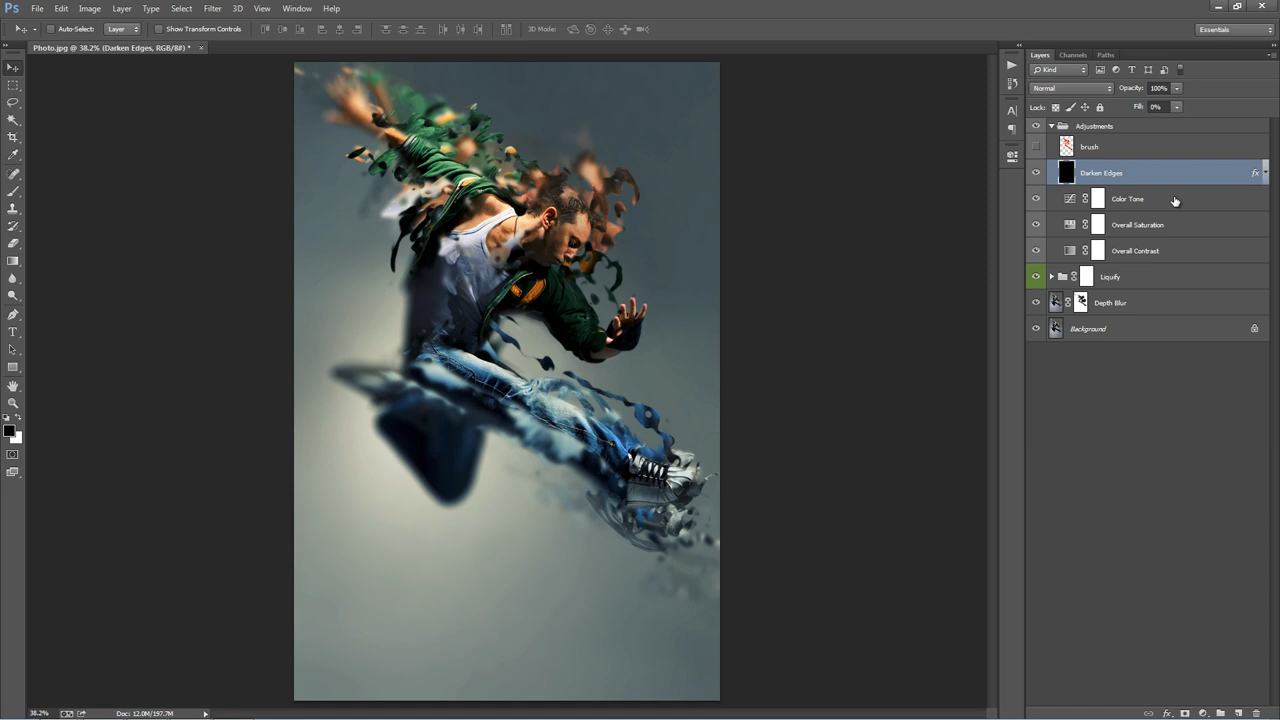 Ps File Edit Image Layer Type Select Filter 3D View Window Help
Auto-Select: Layer Show Transform Controls 3D Mode: Essentials
Photo.jpg @ 38.2% (Darken Edges, RGB/8#) * ×
Layers Channels Paths
Kind
Normal Opacity: 100%
Lock: Fill: 0%
Adjustments
brush
Darken Edges fx
Color Tone
Overall Saturation
Overall Contrast
Liquify
Depth Blur
Background
38.2% Doc: 12.0M/197.7M